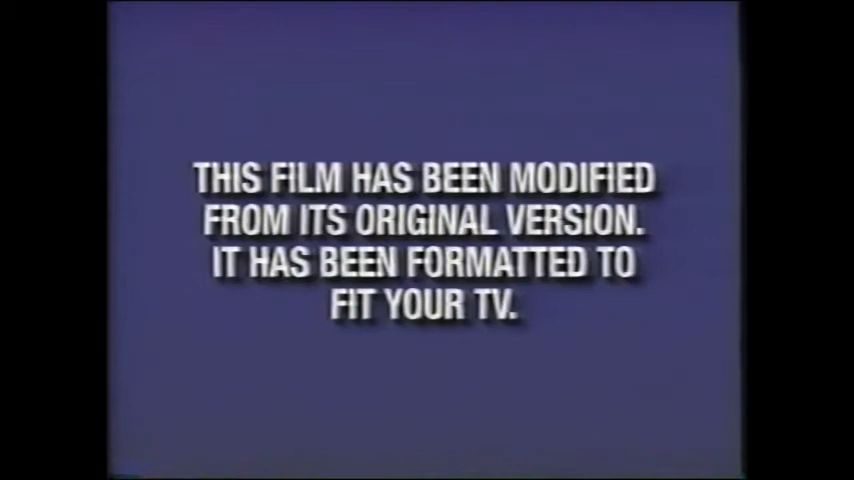 THIS FILM HAS BEEN MODIFIED
FROM ITS ORIGINAL VERSION.
IT HAS BEEN FORMATTED TO
FIT YOUR TV.